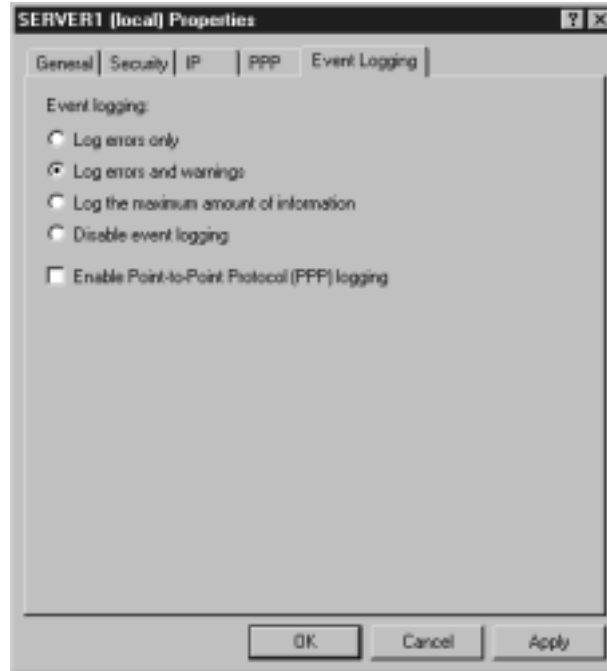 SERVER1 (local) Properties
General Security IP PPP Event Logging
Event logging:
Log errors only
Log errors and warnings
Log the maximum amount of information
Disable event logging
Enable Point-to-Point Protocol (PPP) logging
OK Cancel Apply